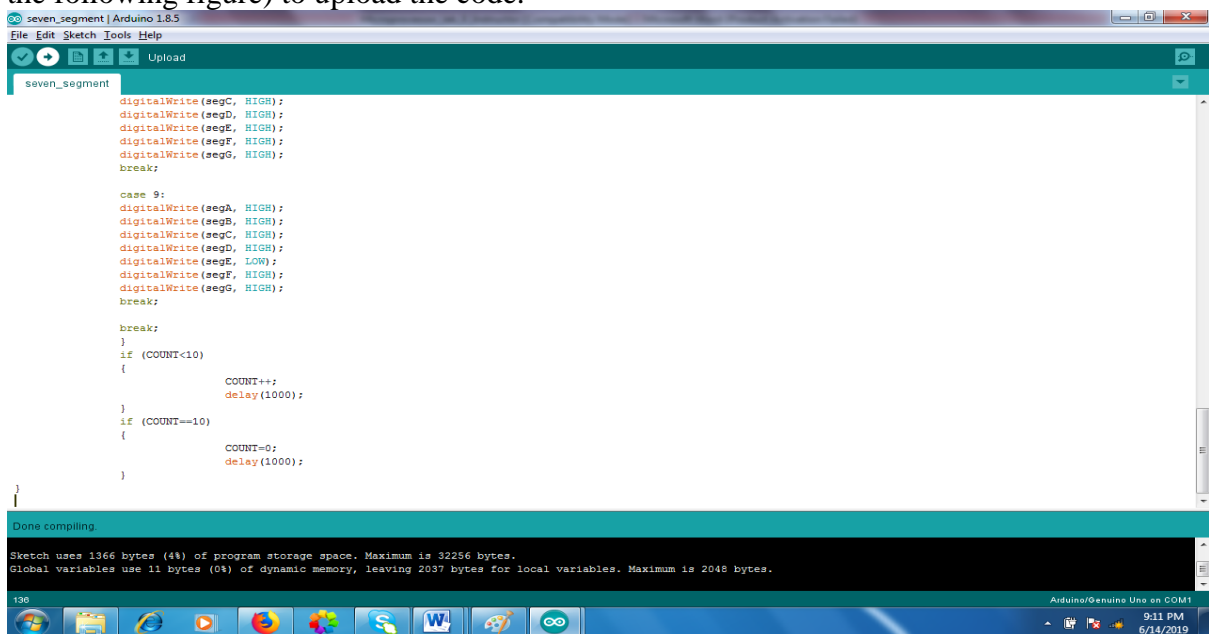 the following figure) to upload the code.
seven_segment | Arduino 1.8.5
File Edit Sketch Tools Help
Upload
seven_segment
digitalWrite(segC, HIGH);
digitalWrite(segD, HIGH);
digitalWrite(segE, HIGH);
digitalWrite(segF, HIGH);
digitalWrite(segG, HIGH);
break;
case 9:
digitalWrite(segA, HIGH);
digitalWrite(segB, HIGH);
digitalWrite(segC, HIGH);
digitalWrite(segD, HIGH);
digitalWrite(segE, LOW);
digitalWrite(segF, HIGH);
digitalWrite(segG, HIGH);
break;
break;
}
if (COUNT<10)
{
COUNT++;
delay(1000);
}
if (COUNT==10)
{
COUNT=0;
delay(1000);
}
}
Done compiling.
Sketch uses 1366 bytes (4%) of program storage space. Maximum is 32256 bytes.
Global variables use 11 bytes (0%) of dynamic memory, leaving 2037 bytes for local variables. Maximum is 2048 bytes.
136 Arduino/Genuino Uno on COM1
9:11 PM
6/14/2019